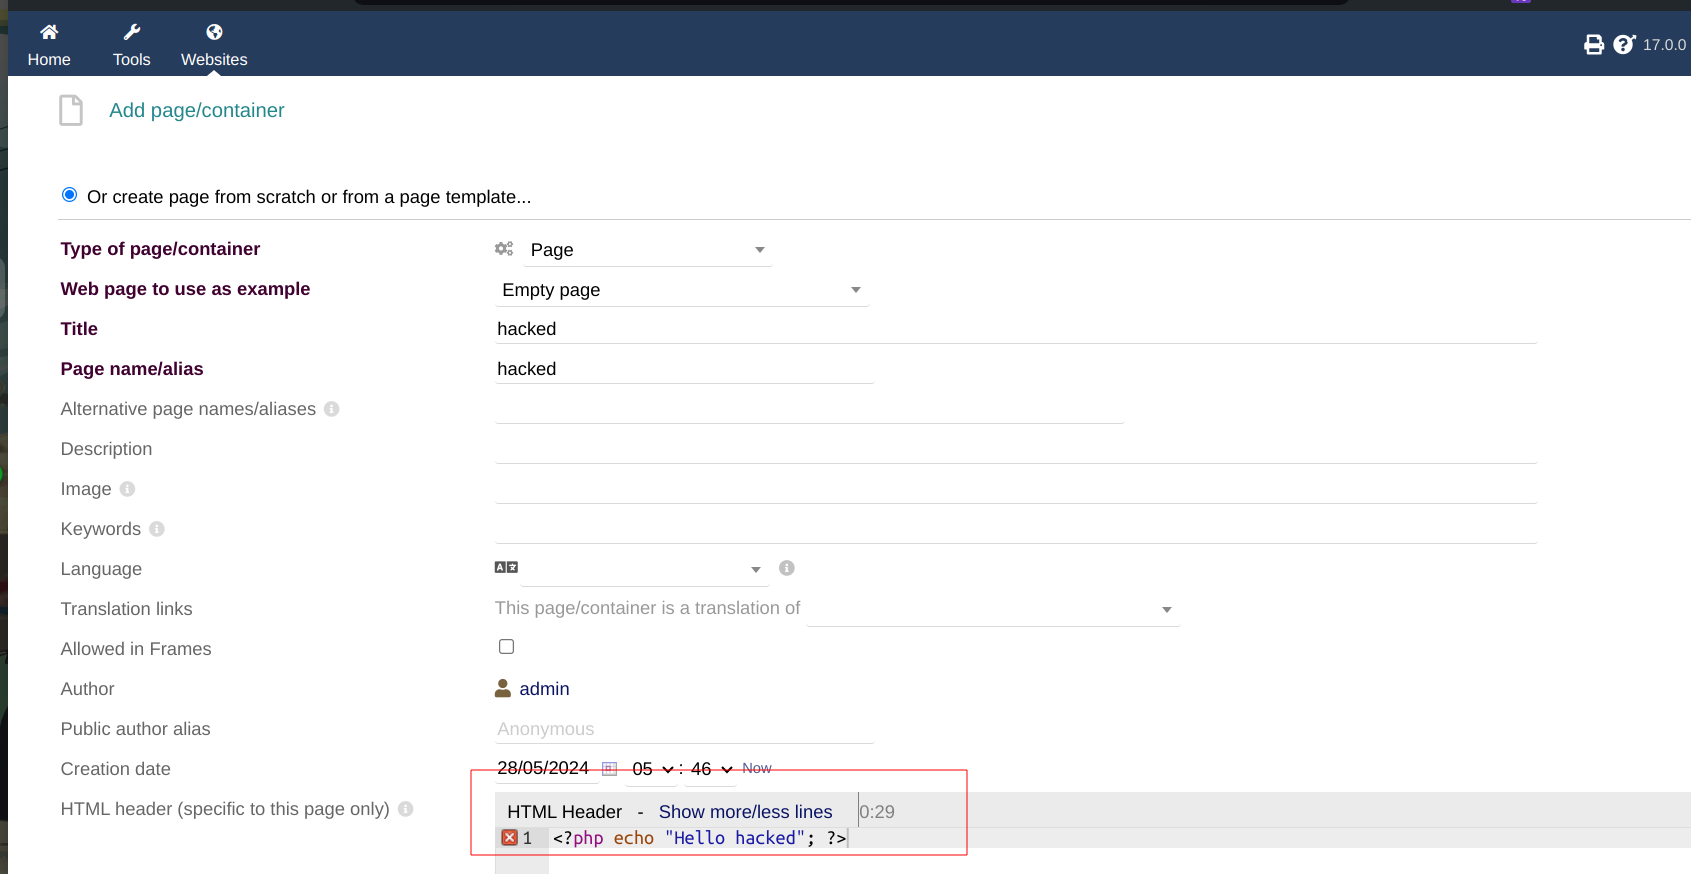 Home Tools Websites 17.0.0
Add page/container
Or create page from scratch or from a page template...
Type of page/container Page
Web page to use as example Empty page
Title hacked
Page name/alias hacked
Alternative page names/aliases
Description
Image
Keywords
Language
Translation links This page/container is a translation of
Allowed in Frames
Author admin
Public author alias Anonymous
Creation date 28/05/2024 05 : 46 Now
HTML header (specific to this page only) HTML Header - Show more/less lines 0:29
1 <?php echo "Hello hacked"; ?>